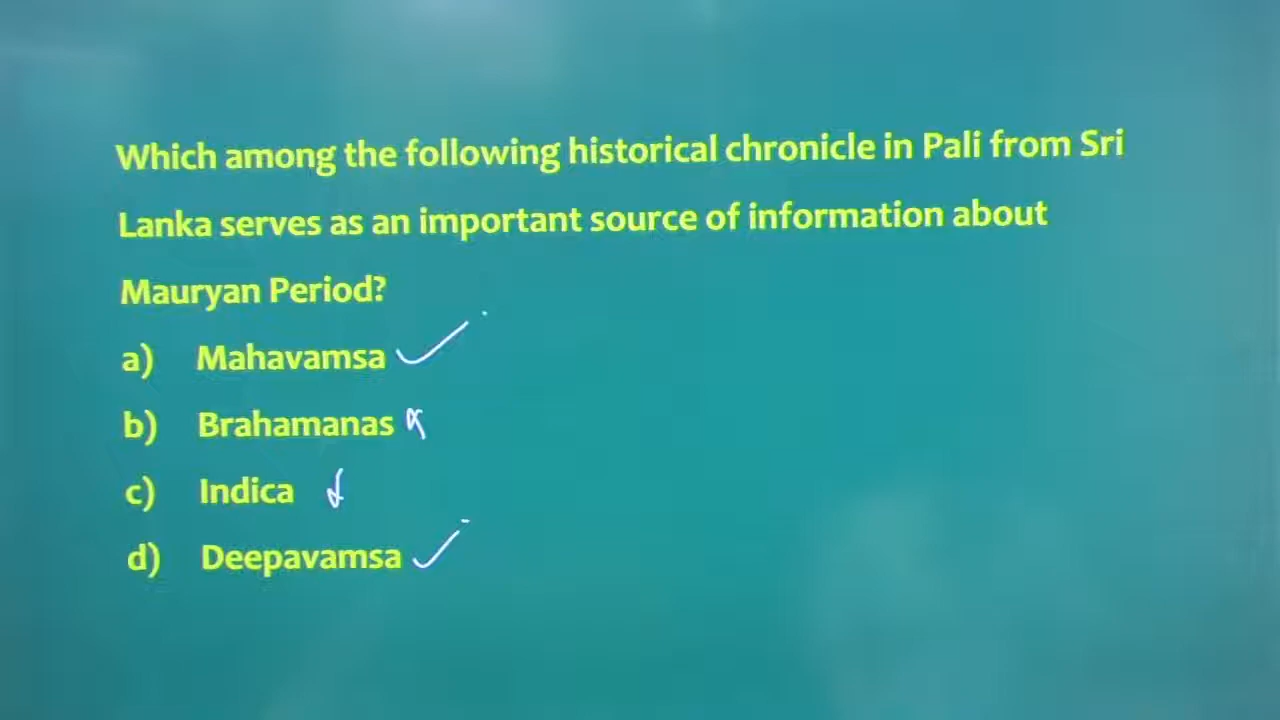 Which among the following historical chronicle in Pali from Sri
Lanka serves as an important source of information about
Mauryan Period?
a) Mahavamsa
b) Brahamanas
c) Indica
d) Deepavamsa